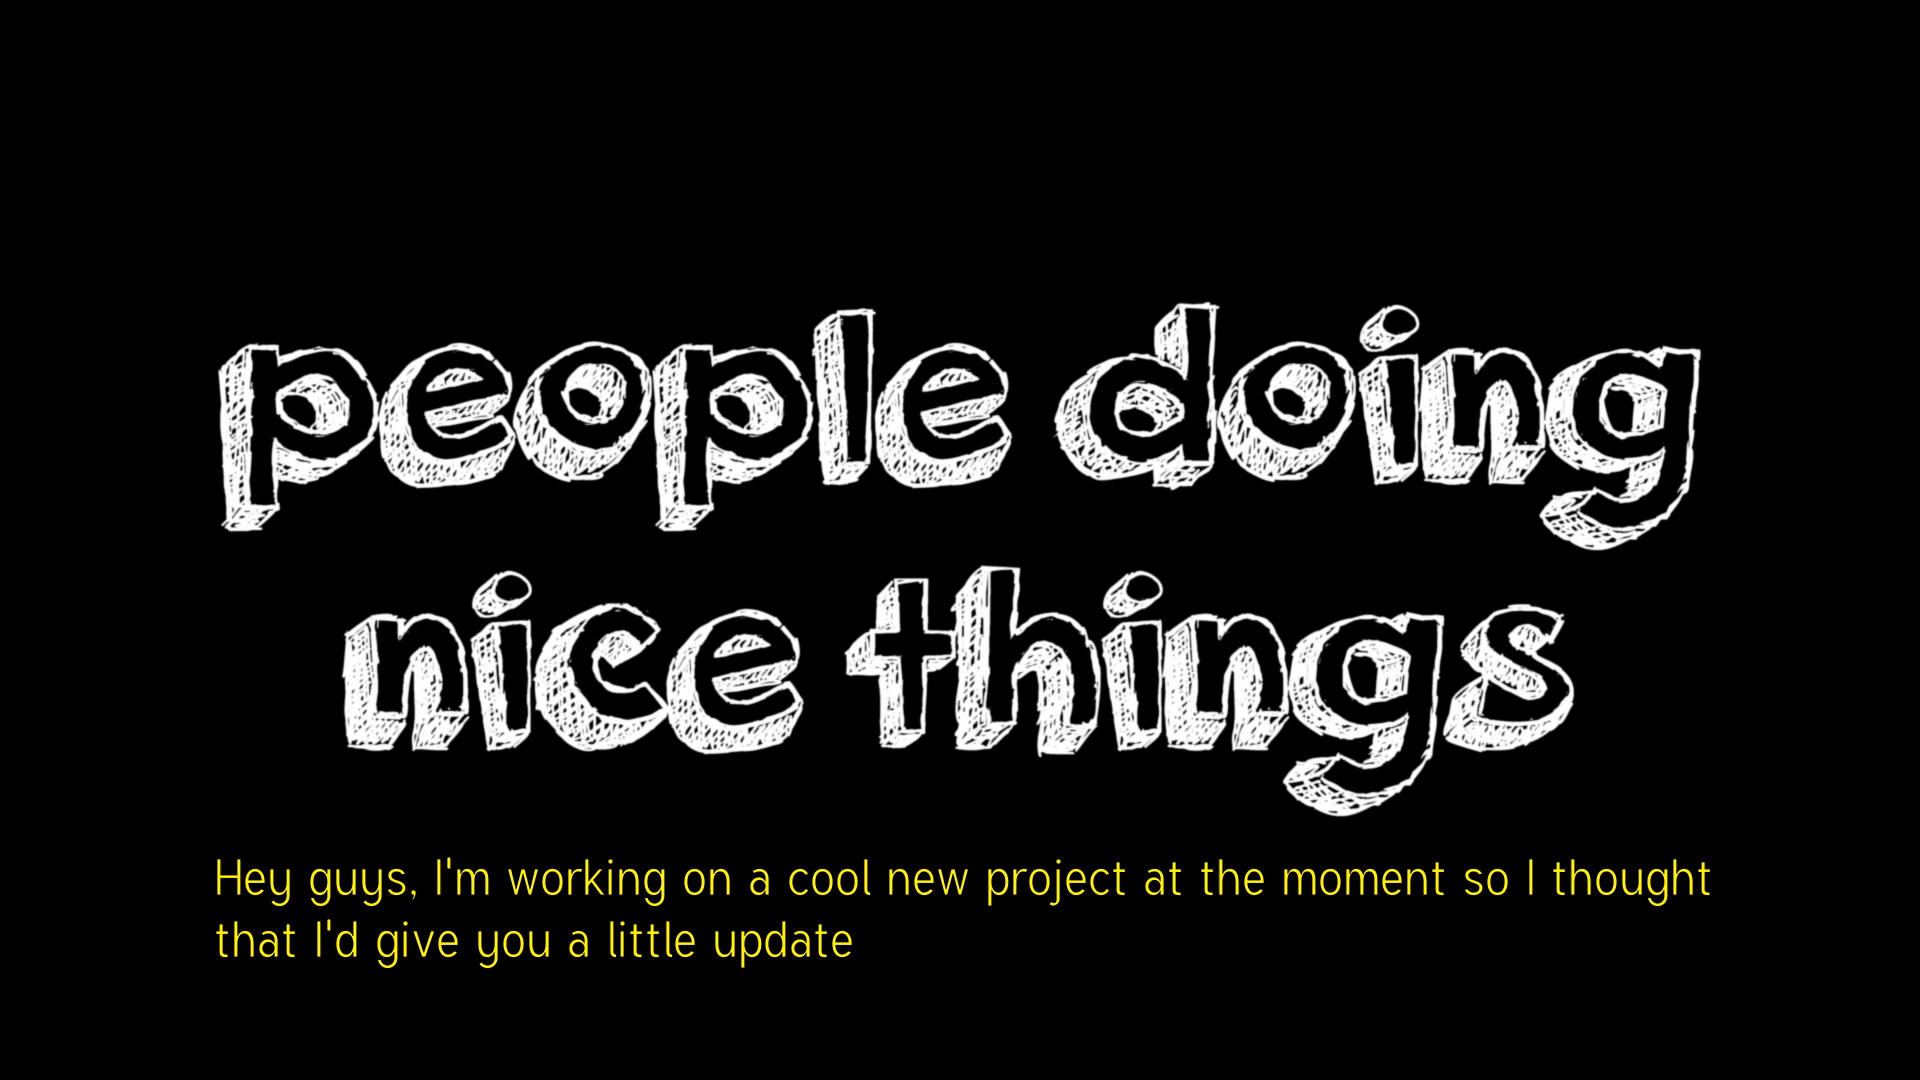 people doing
nice things
Hey guys, I'm working on a cool new project at the moment so I thought
that I'd give you a little update